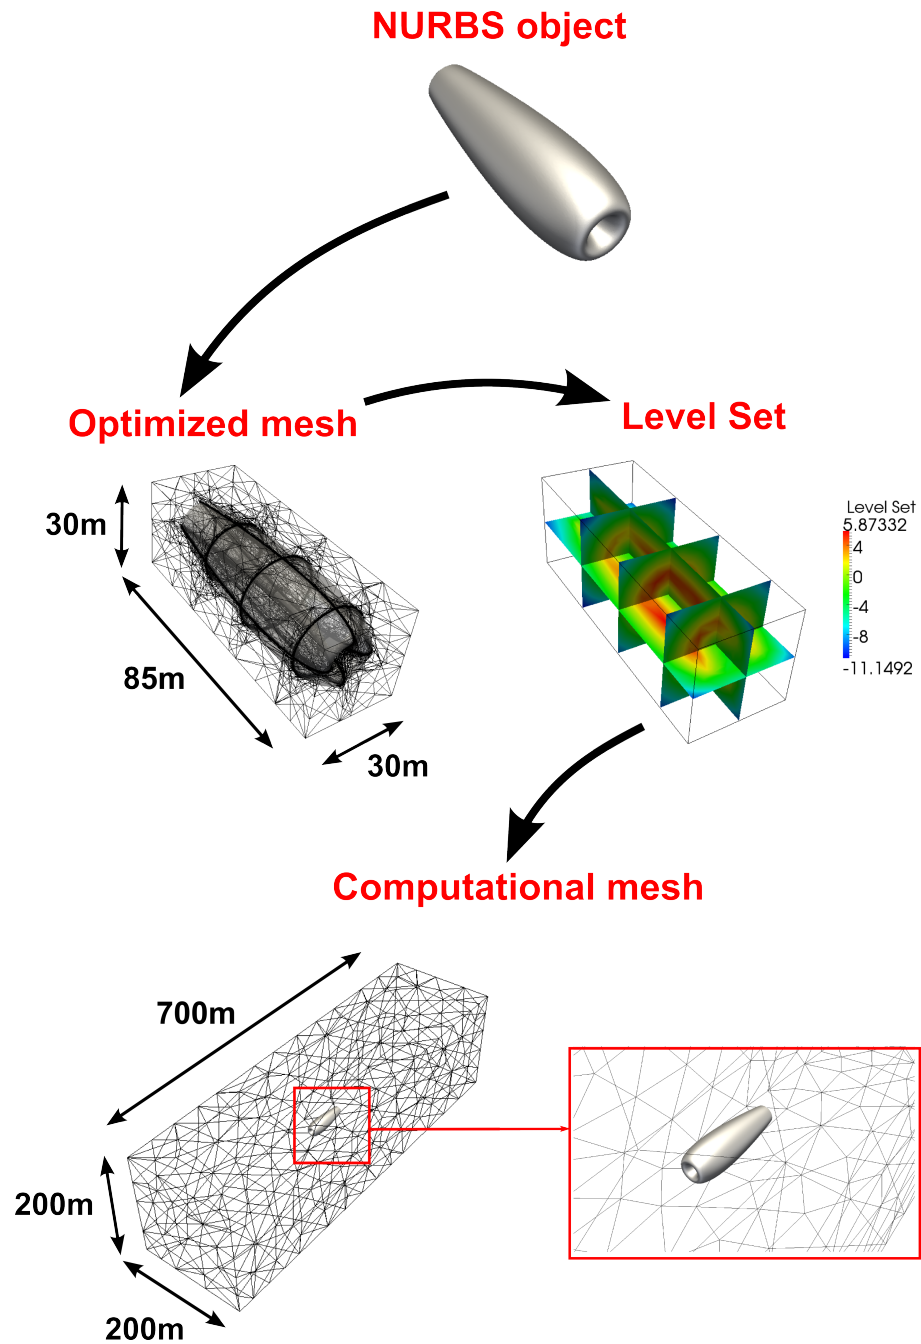 NURBS object
Optimized mesh
Level Set
30m
85m
30m
Level Set
5.87332
4
0
-4
-8
-11.1492
Computational mesh
700m
200m
200m